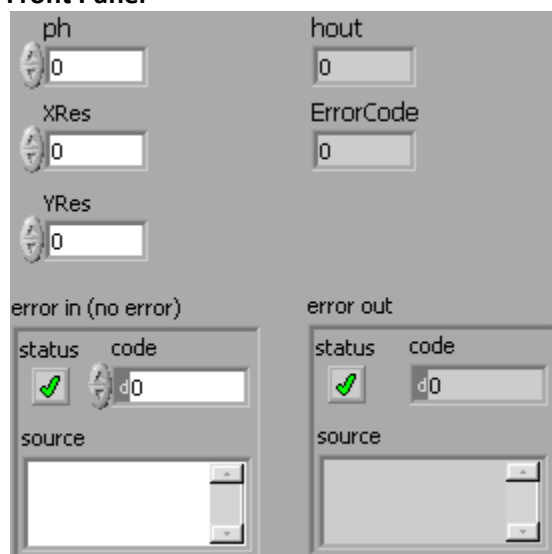 Front Panel
ph
hout
0
0
XRes
ErrorCode
0
0
YRes
0
error in (no error)
error out
status code
status code
d0
d0
source
source